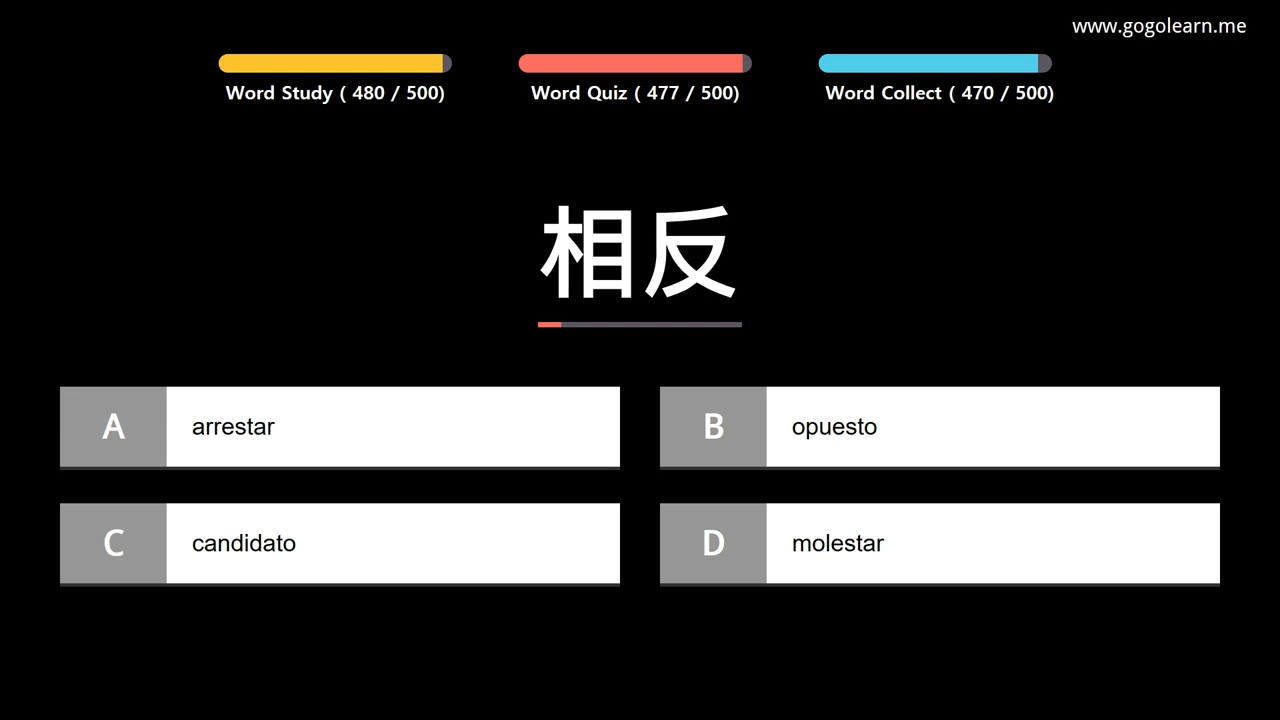 www.gogolearn.me
Word Study ( 480 / 500)
Word Quiz ( 477 / 500)
Word Collect ( 470 / 500)
相反
A arrestar
B opuesto
C candidato
D molestar